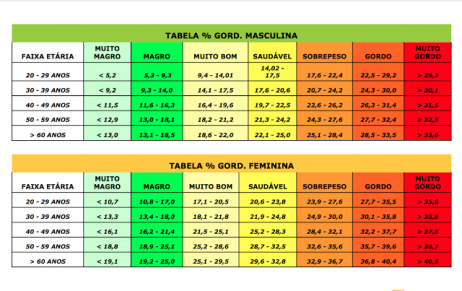 TABELA % GORD. MASCULINA
FAIXA ETÁRIA MUITO MAGRO MAGRO MUITO BOM SAUDÁVEL SOBREPESO GORDO MUITO GORDO
20 - 29 ANOS < 5,2 5,3 - 9,3 9,4 - 14,01 14,02 - 17,5 17,6 - 22,4 22,5 - 29,2 > 29,3
30 - 39 ANOS < 9,2 9,3 - 14,0 14,1 - 17,5 17,6 - 20,6 20,7 - 24,2 24,3 - 30,0 > 30,1
40 - 49 ANOS < 11,5 11,6 - 16,3 16,4 - 19,6 19,7 - 22,5 22,6 - 26,2 26,3 - 31,4 > 31,5
50 - 59 ANOS < 12,9 13,0 - 18,1 18,2 - 21,2 21,3 - 24,2 24,3 - 27,6 27,7 - 32,4 > 32,5
> 60 ANOS < 13,0 13,1 - 18,5 18,6 - 22,0 22,1 - 25,0 25,1 - 28,4 28,5 - 33,5 > 33,6
TABELA % GORD. FEMININA
FAIXA ETÁRIA MUITO MAGRO MAGRO MUITO BOM SAUDÁVEL SOBREPESO GORDO MUITO GORDO
20 - 29 ANOS < 10,7 10,8 - 17,0 17,1 - 20,5 20,6 - 23,8 23,9 - 27,6 27,7 - 35,5 > 35,6
30 - 39 ANOS < 13,3 13,4 - 18,0 18,1 - 21,8 21,9 - 24,8 24,9 - 30,0 30,1 - 35,8 > 35,9
40 - 49 ANOS < 16,1 16,2 - 21,4 21,5 - 25,1 25,2 - 28,3 28,4 - 32,1 32,2 - 37,7
50 - 59 ANOS < 18,8 18,9 - 25,1 25,2 - 28,6 28,7 - 32,5 32,6 - 35,6 35,7 - 39,6 > 39,7
> 60 ANOS < 19,1 19,2 - 25,0 25,1 - 29,5 29,6 - 32,8 32,9 - 36,7 36,8 - 40,4 > 40,5